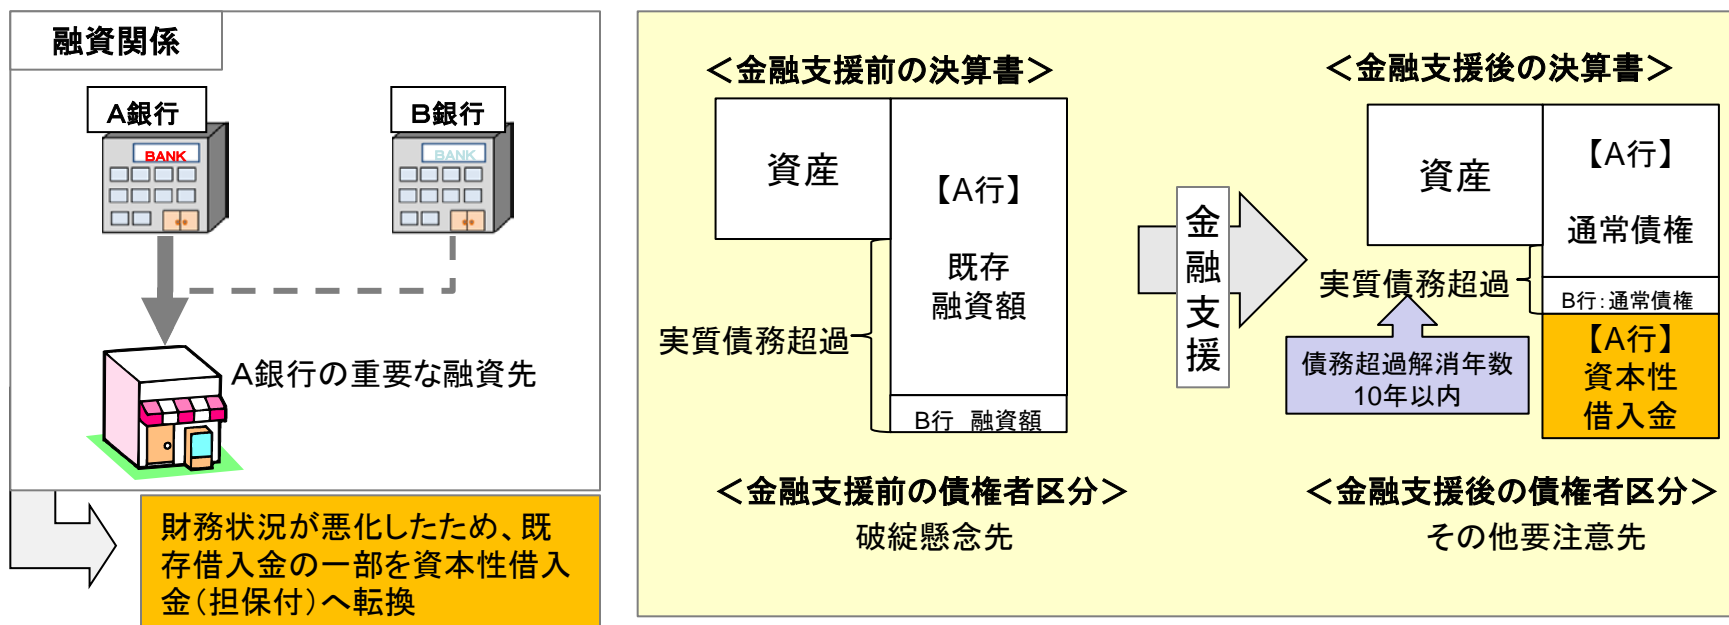 融資関係
A銀行
B銀行
BANK
BANK
A銀行の重要な融資先
財務状況が悪化したため、既
存借入金の一部を資本性借入
金（担保付）へ転換
＜金融支援前の決算書＞
資産
【A行】
既存
融資額
B行　融資額
実質債務超過
＜金融支援前の債権者区分＞
破綻懸念先
金融支援
＜金融支援後の決算書＞
資産
【A行】
通常債権
B行：通常債権
【A行】
資本性
借入金
実質債務超過
債務超過解消年数
10年以内
＜金融支援後の債権者区分＞
その他要注意先